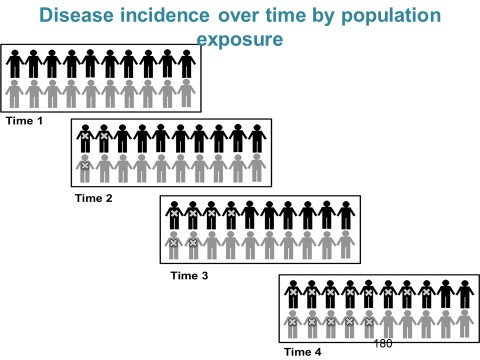 Disease incidence over time by population
exposure
Time 1
Time 2
Time 3
180
Time 4